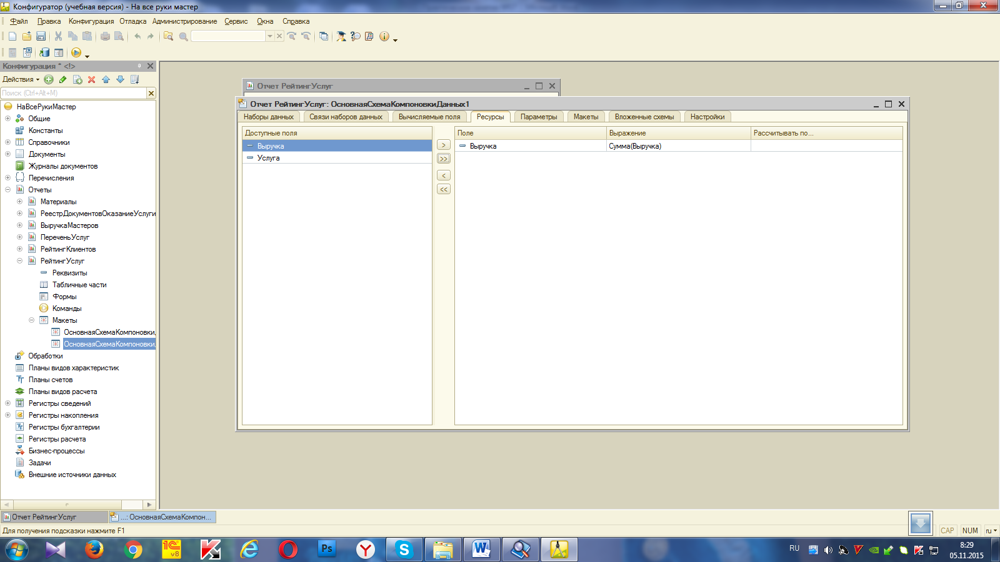 Конфигуратор (учебная версия) - На все руки мастер
Файл Правка Конфигурация Отладка Администрирование Сервис Окна Справка
Конфигурация * <!>
Действия
Поиск (Ctrl+Alt+M)
НаВсеРукиМастер
Общие
Константы
Справочники
Документы
Журналы документов
Перечисления
Отчеты
Материалы
РеестрДокументовОказаниеУслуги
ВыручкаМастеров
ПереченьУслуг
РейтингКлиентов
РейтингУслуг
Реквизиты
Табличные части
Формы
Команды
Макеты
ОсновнаяСхемаКомпоновки
ОсновнаяСхемаКомпоновки
Обработки
Планы видов характеристик
Планы счетов
Планы видов расчета
Регистры сведений
Регистры накопления
Регистры бухгалтерии
Регистры расчета
Бизнес-процессы
Задачи
Внешние источники данных
Отчет РейтингУслуг
Отчет РейтингУслуг: ОсновнаяСхемаКомпоновкиДанных1
Наборы данных Связи наборов данных Вычисляемые поля Ресурсы Параметры Макеты Вложенные схемы Настройки
Доступные поля
Выручка
Услуга
>
>>
<
<<
Поле Выражение Рассчитывать по...
Выручка Сумма(Выручка)
Отчет РейтингУслуг ...: ОсновнаяСхемаКомпон...
Для получения подсказки нажмите F1
CAP NUM ru
1С v8 Ps
RU
8:29
05.11.2015